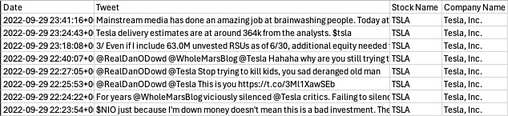 Date Tweet Stock Name Company Name
2022-09-29 23:41:16+0 Mainstream media has done an amazing job at brainwashing people. Today at TSLA Tesla, Inc.
2022-09-29 23:24:43+0 Tesla delivery estimates are at around 364k from the analysts. $tsla TSLA Tesla, Inc.
2022-09-29 23:18:08+0 3/ Even if I include 63.0M unvested RSUs as of 6/30, additional equity needed TSLA Tesla, Inc.
2022-09-29 22:40:07+0 @RealDanODowd @WholeMarsBlog @Tesla Hahaha why are you still trying t TSLA Tesla, Inc.
2022-09-29 22:27:05+0 @RealDanODowd @Tesla Stop trying to kill kids, you sad deranged old man TSLA Tesla, Inc.
2022-09-29 22:25:53+0 @RealDanODowd @Tesla This is you https://t.co/3Ml1XawSEb TSLA Tesla, Inc.
2022-09-29 22:24:22+0 For years @WholeMarsBlog viciously silenced @Tesla critics. Failing to silenc TSLA Tesla, Inc.
2022-09-29 22:23:54+0 $NIO just because I'm down money doesn't mean this is a bad investment. The TSLA Tesla, Inc.